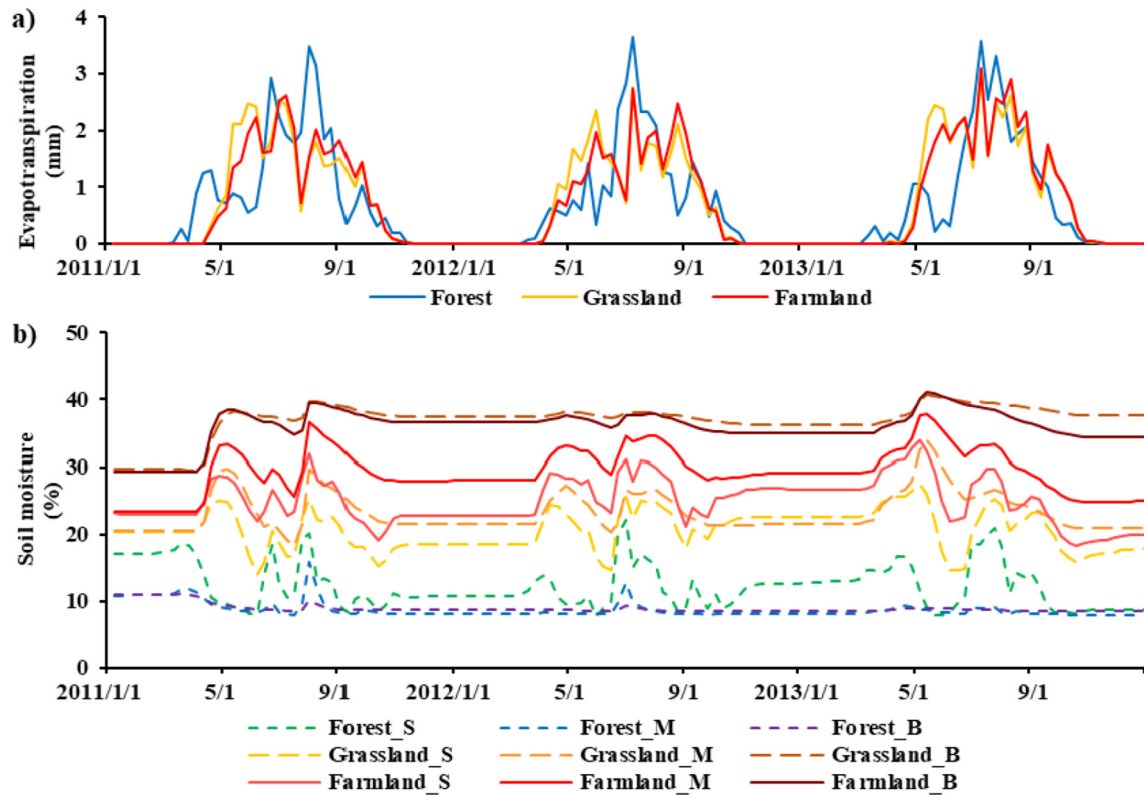 a)
4
3
2
1
0
Evapotranspiration
(mm)
2011/1/1 5/1 9/1 2012/1/1 5/1 9/1 2013/1/1 5/1 9/1
Forest Grassland Farmland
b)
50
40
30
20
10
0
Soil moisture
(%)
2011/1/1 5/1 9/1 2012/1/1 5/1 9/1 2013/1/1 5/1 9/1
Forest_S Forest_M Forest_B
Grassland_S Grassland_M Grassland_B
Farmland_S Farmland_M Farmland_B